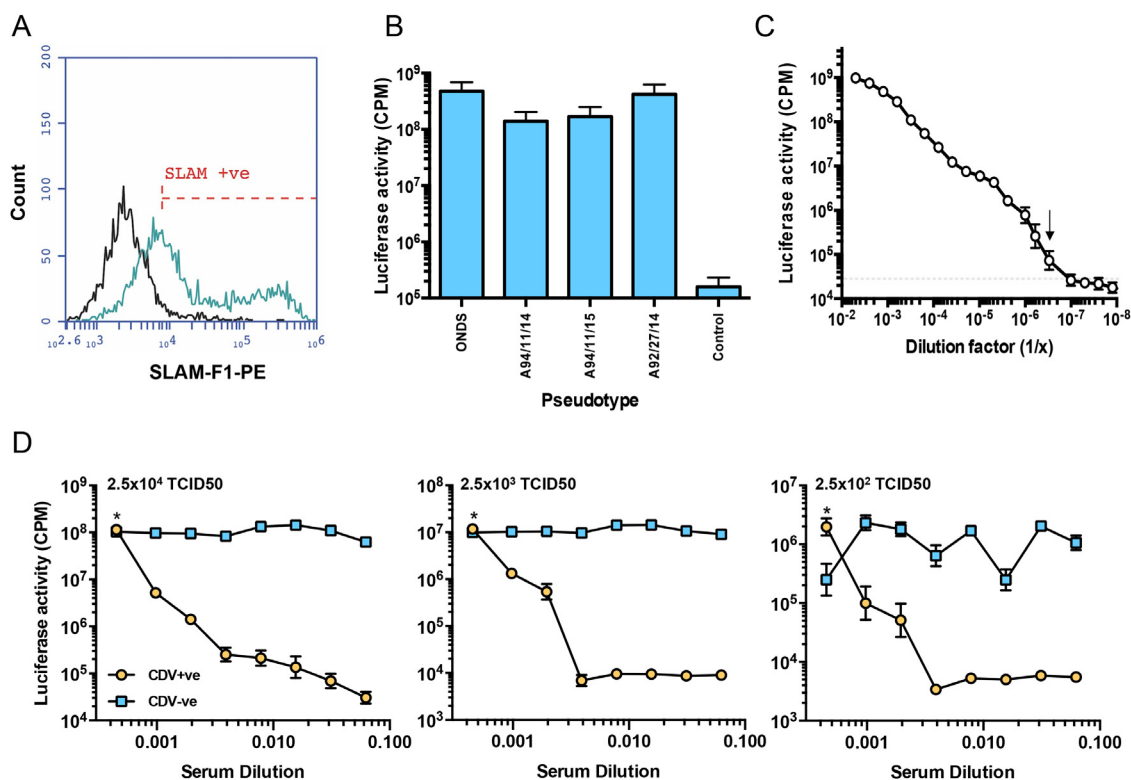 A
200
150
100
50
0
Count
SLAM +ve
10^2.6 10^3 10^4 10^5 10^6
SLAM-F1-PE
B
10^9
10^8
10^7
10^6
10^5
Luciferase activity (CPM)
ONDS
A94/11/14
A94/11/15
A92/27/14
Control
Pseudotype
C
10^9
10^8
10^7
10^6
10^5
10^4
Luciferase activity (CPM)
10^-2 10^-3 10^-4 10^-5 10^-6 10^-7 10^-8
Dilution factor (1/x)
D
2.5x10^4 TCID50
*
10^9
10^8
10^7
10^6
10^5
10^4
Luciferase activity (CPM)
CDV+ve
CDV-ve
0.001 0.010 0.100
Serum Dilution
2.5x10^3 TCID50
*
10^8
10^7
10^6
10^5
10^4
10^3
0.001 0.010 0.100
Serum Dilution
2.5x10^2 TCID50
*
10^7
10^6
10^5
10^4
10^3
0.001 0.010 0.100
Serum Dilution